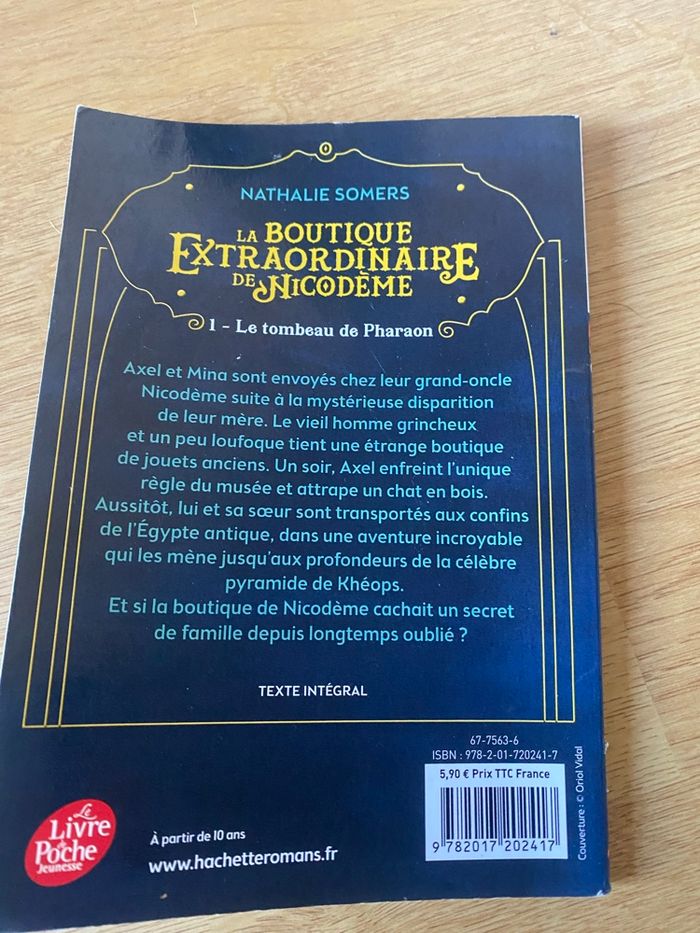 NATHALIE SOMERS
LA BOUTIQUE
EXTRAORDINAIRE
DE NICODÈME
1 - Le tombeau de Pharaon
Axel et Mina sont envoyés chez leur grand-oncle
Nicodème suite à la mystérieuse disparition
de leur mère. Le vieil homme grincheux
et un peu loufoque tient une étrange boutique
de jouets anciens. Un soir, Axel enfreint l'unique
règle du musée et attrape un chat en bois.
Aussitôt, lui et sa sœur sont transportés aux confins
de l'Égypte antique, dans une aventure incroyable
qui les mène jusqu'aux profondeurs de la célèbre
pyramide de Khéops.
Et si la boutique de Nicodème cachait un secret
de famille depuis longtemps oublié ?
TEXTE INTÉGRAL
67-7563-6
ISBN : 978-2-01-720241-7
5,90 € Prix TTC France
9 782017 202417
Couverture : © Oriol Vidal
Le
Livre
de
Poche
Jeunesse
À partir de 10 ans
www.hachetteromans.fr